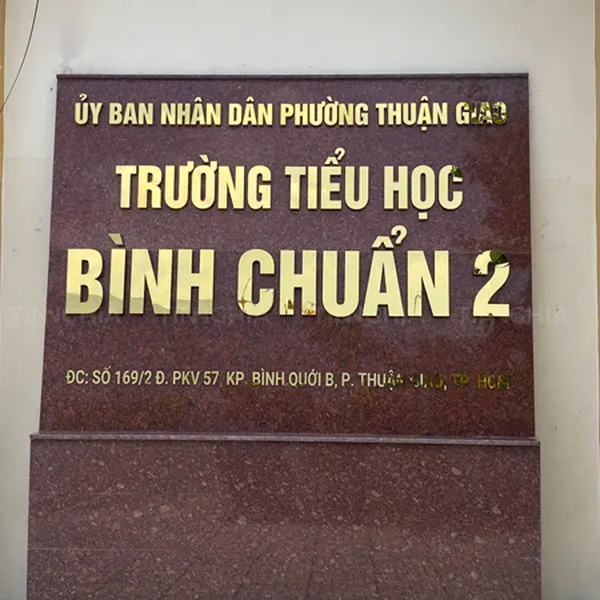 ỦY BAN NHÂN DÂN PHƯỜNG THUẬN GIAO
TRƯỜNG TIỂU HỌC
BÌNH CHUẨN 2
ĐC: SỐ 169/2 Đ. PKV 57, KP. BÌNH QUỚI B, P. THUẬN GIAO, TP. HCM